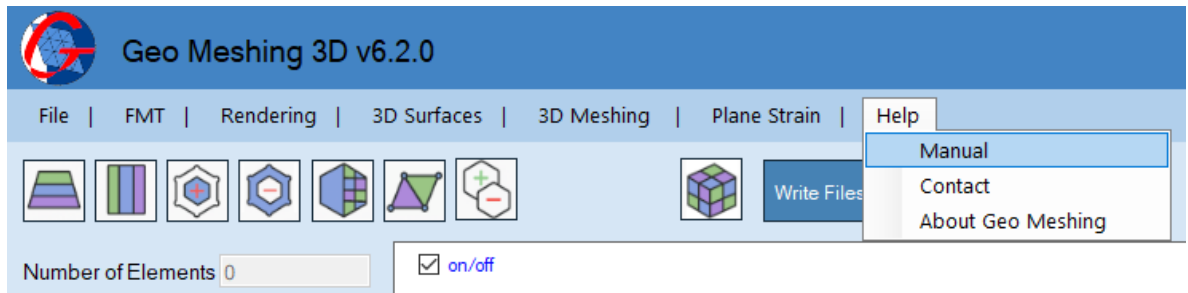 Geo Meshing 3D v6.2.0
File | FMT | Rendering | 3D Surfaces | 3D Meshing | Plane Strain | Help
Manual
Contact
About Geo Meshing
Write Files
Number of Elements 0
on/off